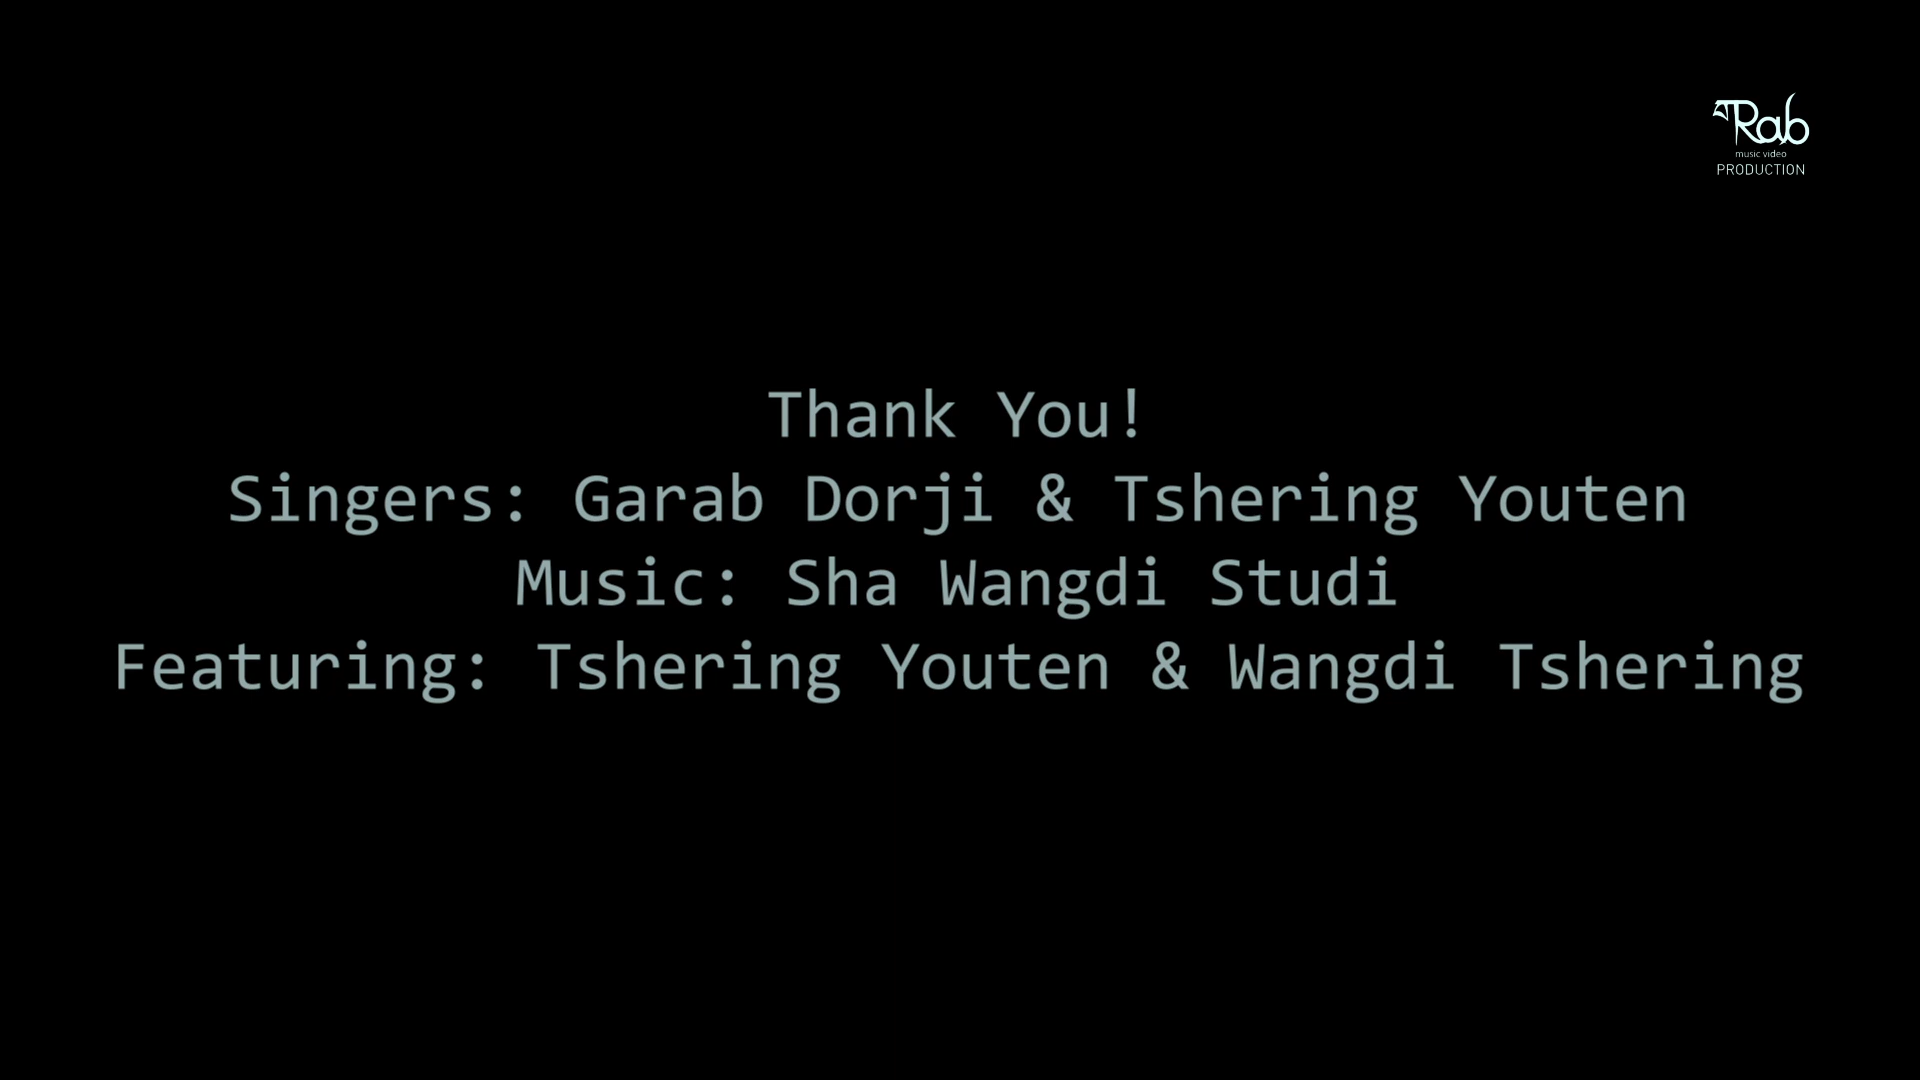 Rab
music video
PRODUCTION
Thank You!
Singers: Garab Dorji & Tshering Youten
Music: Sha Wangdi Studi
Featuring: Tshering Youten & Wangdi Tshering